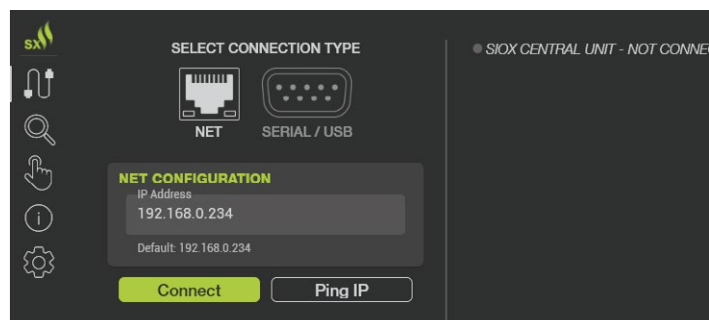 sx
SELECT CONNECTION TYPE
NET
SERIAL / USB
NET CONFIGURATION
IP Address
192.168.0.234
Default: 192.168.0.234
Connect
Ping IP
SIOX CENTRAL UNIT - NOT CONNE